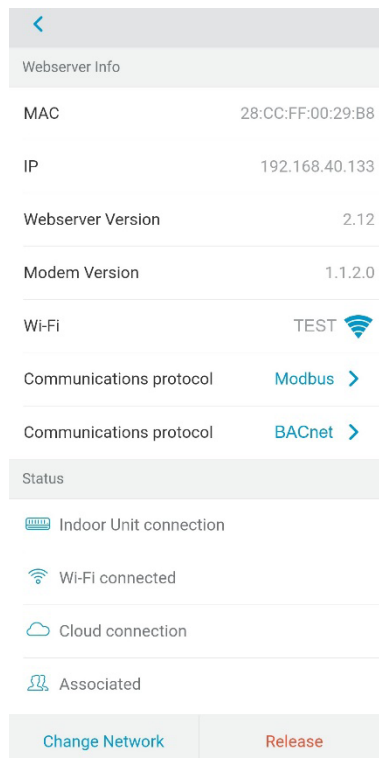 Webserver Info
MAC 28:CC:FF:00:29:B8
IP 192.168.40.133
Webserver Version 2.12
Modem Version 1.1.2.0
Wi-Fi TEST
Communications protocol Modbus
Communications protocol BACnet
Status
Indoor Unit connection
Wi-Fi connected
Cloud connection
Associated
Change Network Release